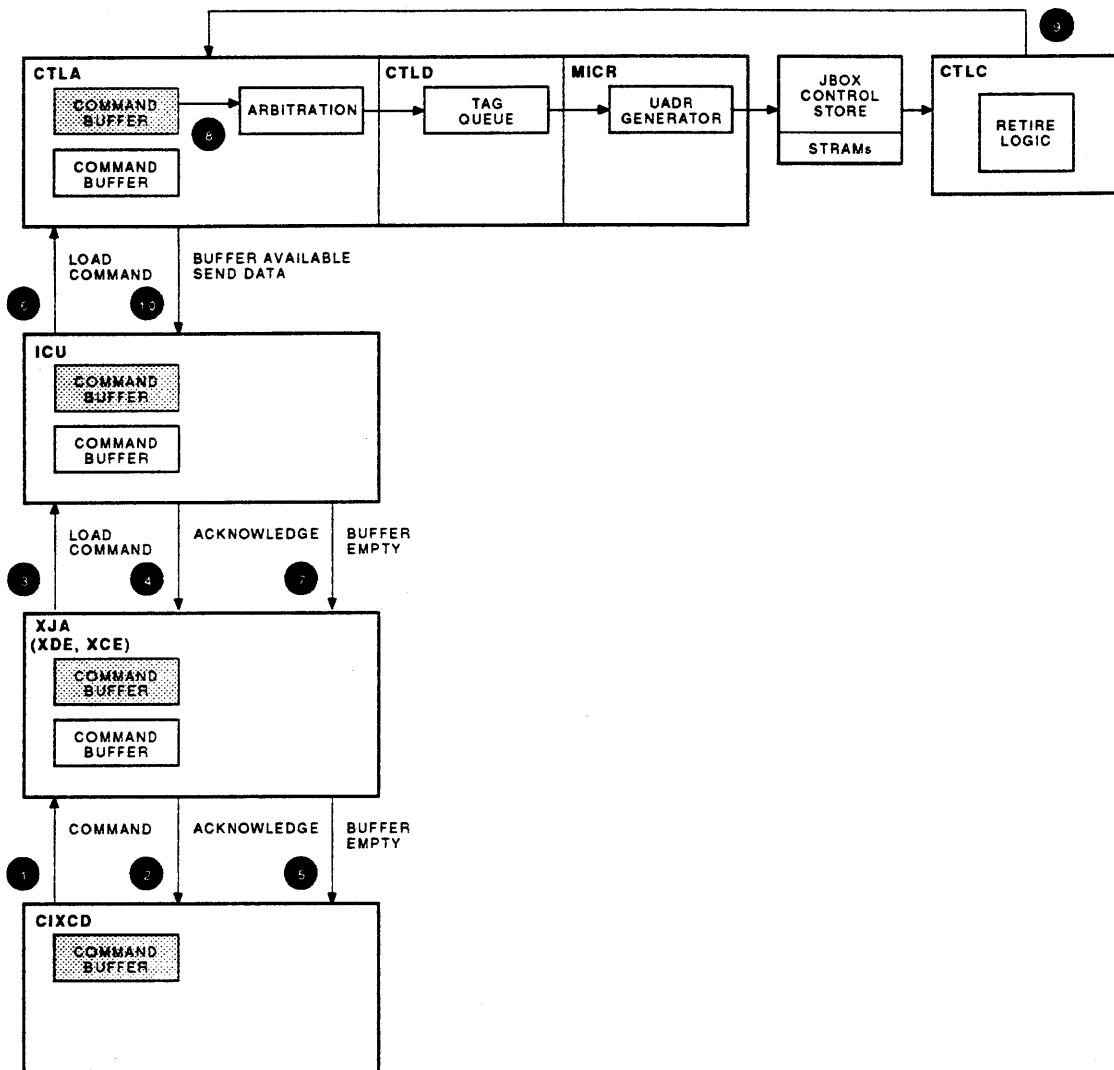 9
CTLA
CTLD
MICR
CTLC
COMMAND
BUFFER
8
ARBITRATION
TAG
QUEUE
UADR
GENERATOR
JBOX
CONTROL
STORE
STRAMs
RETIRE
LOGIC
COMMAND
BUFFER
LOAD
COMMAND
BUFFER AVAILABLE
SEND DATA
6
10
ICU
COMMAND
BUFFER
COMMAND
BUFFER
LOAD
COMMAND
ACKNOWLEDGE
BUFFER
EMPTY
3
4
7
XJA
(XDE, XCE)
COMMAND
BUFFER
COMMAND
BUFFER
COMMAND
ACKNOWLEDGE
BUFFER
EMPTY
1
2
5
CIXCD
COMMAND
BUFFER